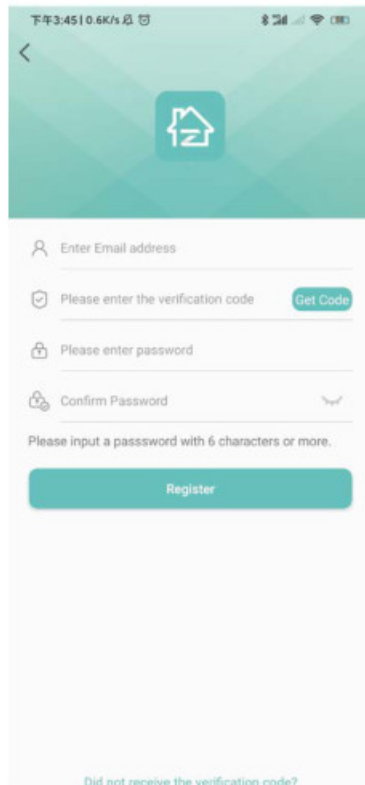 下午3:45 | 0.6K/s
Enter Email address
Please enter the verification code
Get Code
Please enter password
Confirm Password
Please input a passsword with 6 characters or more.
Register
Did not receive the verification code?